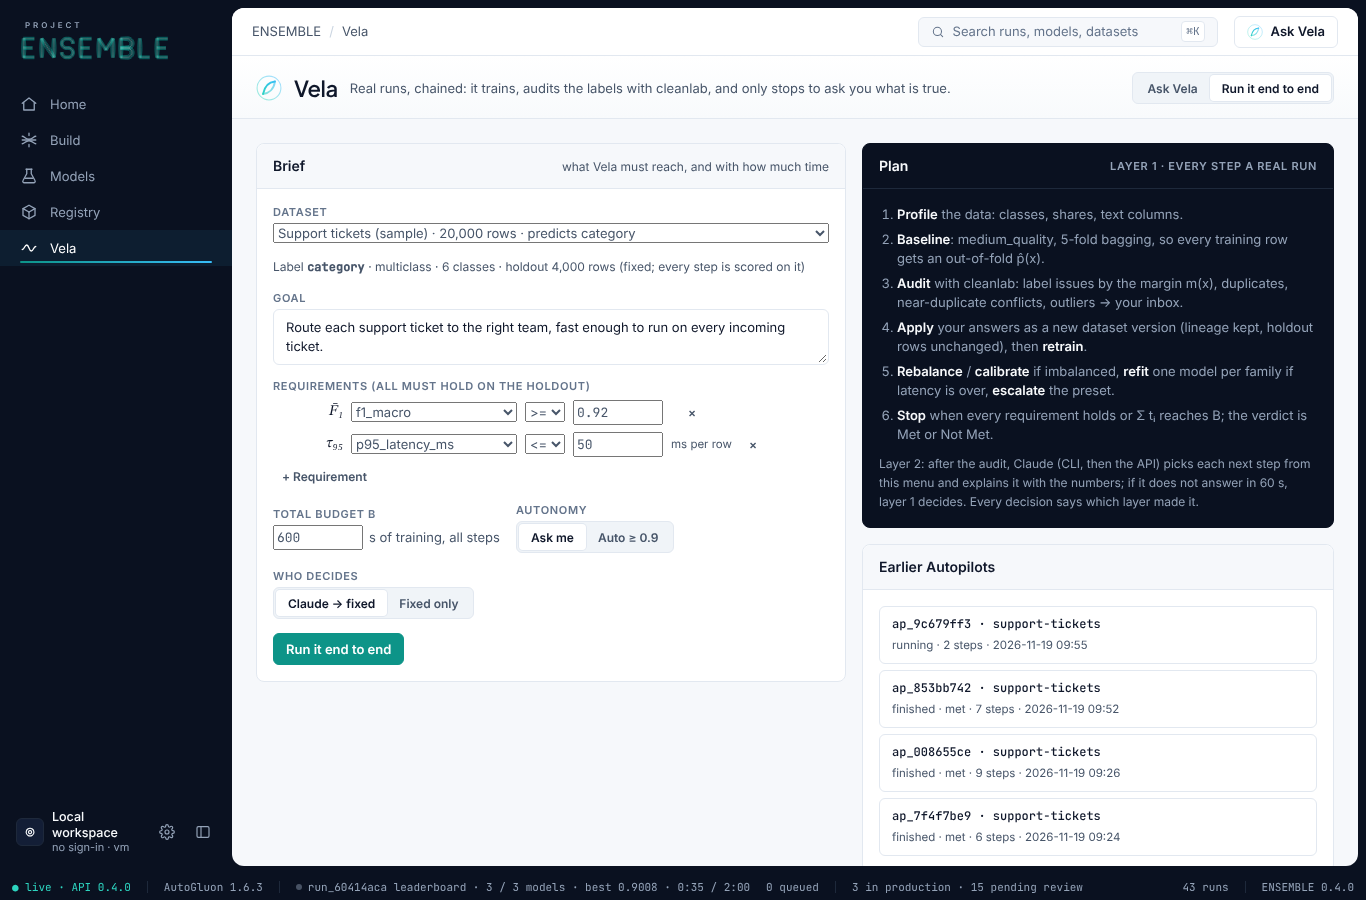 PROJECT
ENSEMBLE
Home
Build
Models
Registry
Vela
Local
workspace
no sign-in · vm
ENSEMBLE / Vela
Search runs, models, datasets
⌘K
Ask Vela
Vela
Real runs, chained: it trains, audits the labels with cleanlab, and only stops to ask you what is true.
Ask Vela
Run it end to end
Brief
what Vela must reach, and with how much time
DATASET
Support tickets (sample) · 20,000 rows · predicts category
Label category · multiclass · 6 classes · holdout 4,000 rows (fixed; every step is scored on it)
GOAL
Route each support ticket to the right team, fast enough to run on every incoming
ticket.
REQUIREMENTS (ALL MUST HOLD ON THE HOLDOUT)
F̄₁ f1_macro >= 0.92 ×
τ₉₅ p95_latency_ms <= 50 ms per row ×
+ Requirement
TOTAL BUDGET B
600 s of training, all steps
AUTONOMY
Ask me
Auto ≥ 0.9
WHO DECIDES
Claude → fixed
Fixed only
Run it end to end
Plan
LAYER 1 · EVERY STEP A REAL RUN
1. Profile the data: classes, shares, text columns.
2. Baseline: medium_quality, 5-fold bagging, so every training row
gets an out-of-fold p̂(x).
3. Audit with cleanlab: label issues by the margin m(x), duplicates,
near-duplicate conflicts, outliers → your inbox.
4. Apply your answers as a new dataset version (lineage kept, holdout
rows unchanged), then retrain.
5. Rebalance / calibrate if imbalanced, refit one model per family if
latency is over, escalate the preset.
6. Stop when every requirement holds or Σ tᵢ reaches B; the verdict is
Met or Not Met.
Layer 2: after the audit, Claude (CLI, then the API) picks each next step from
this menu and explains it with the numbers; if it does not answer in 60 s,
layer 1 decides. Every decision says which layer made it.
Earlier Autopilots
ap_9c679ff3 · support-tickets
running · 2 steps · 2026-11-19 09:55
ap_853bb742 · support-tickets
finished · met · 7 steps · 2026-11-19 09:52
ap_008655ce · support-tickets
finished · met · 9 steps · 2026-11-19 09:26
ap_7f4f7be9 · support-tickets
finished · met · 6 steps · 2026-11-19 09:24
live · API 0.4.0
AutoGluon 1.6.3
run_60414aca leaderboard · 3 / 3 models · best 0.9008 · 0:35 / 2:00
0 queued
3 in production · 15 pending review
43 runs
ENSEMBLE 0.4.0